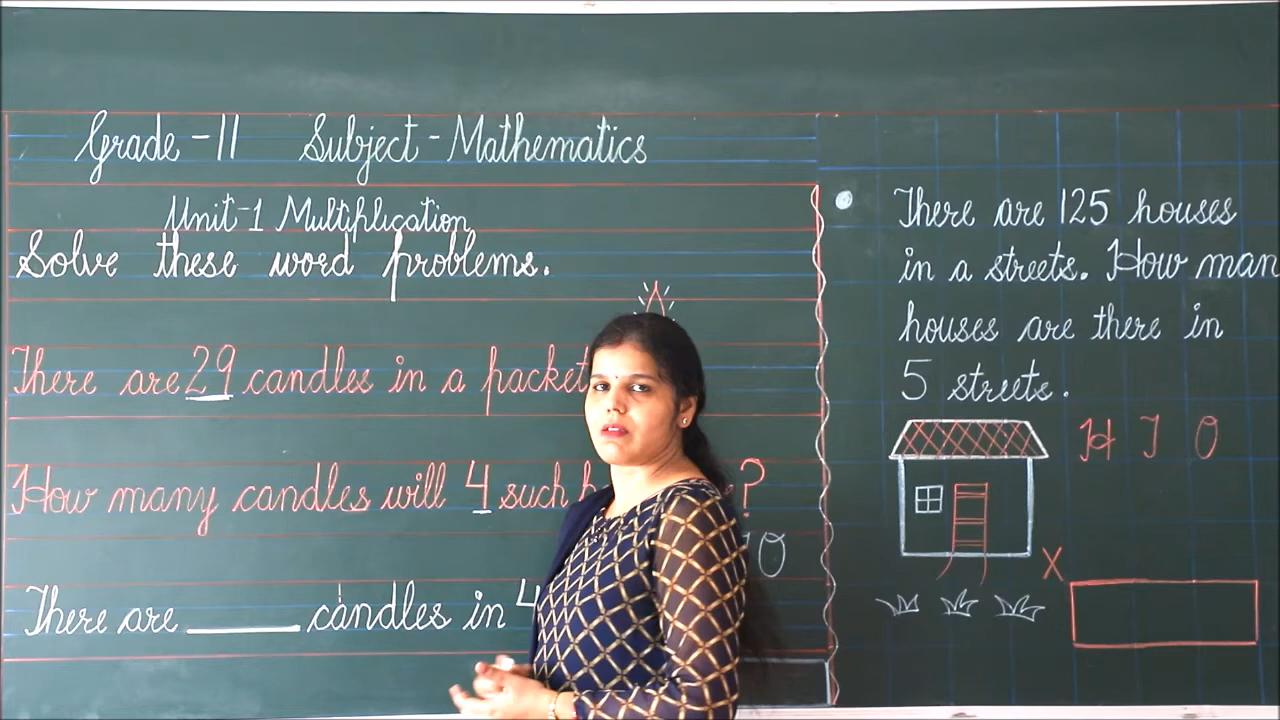 Grade - II Subject - Mathematics
Unit-1 Multiplication
Solve these word problems.
There are 29 candles in a packet
How many candles will 4 such ?
There are ____ candles in 4
There are 125 houses
in a streets. How man
houses are there in
5 streets.
H T O
X